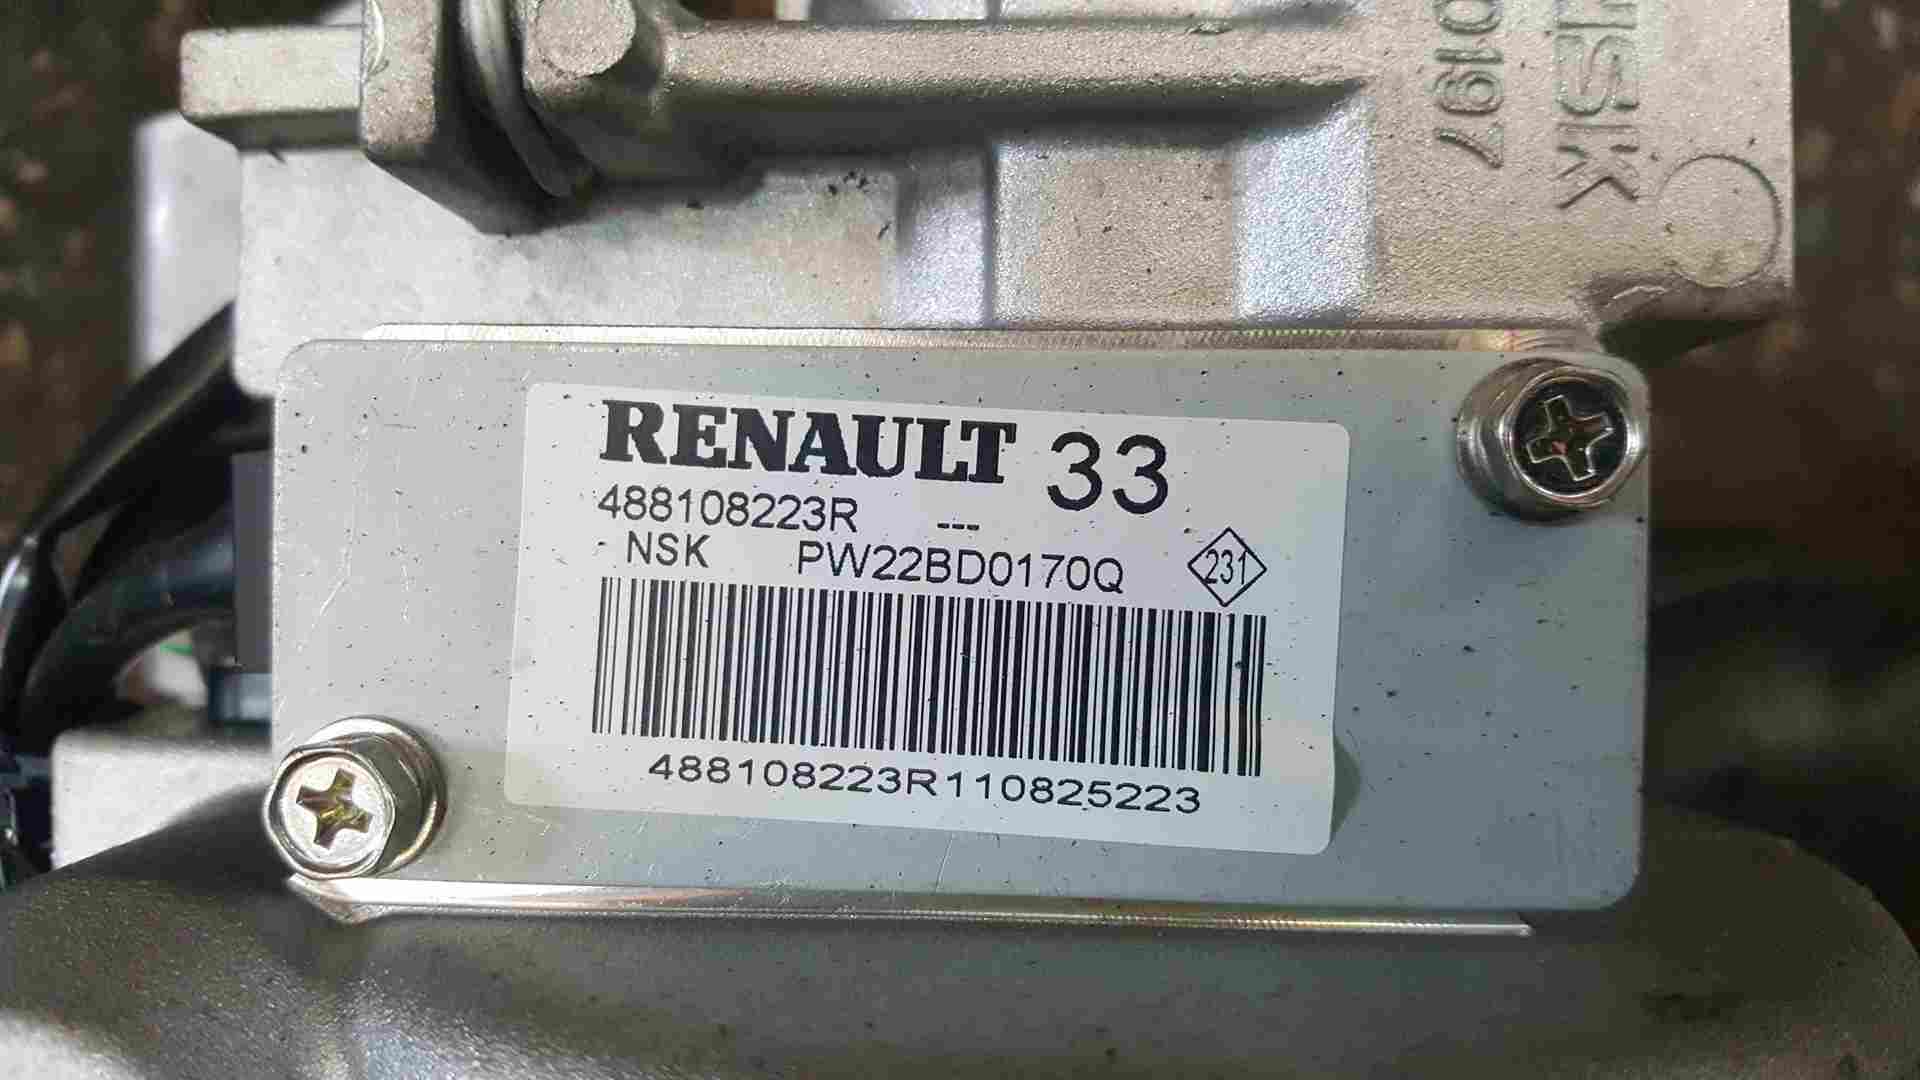 NSK
0197
RENAULT 33
488108223R ---
NSK PW22BD0170Q 231
488108223R110825223